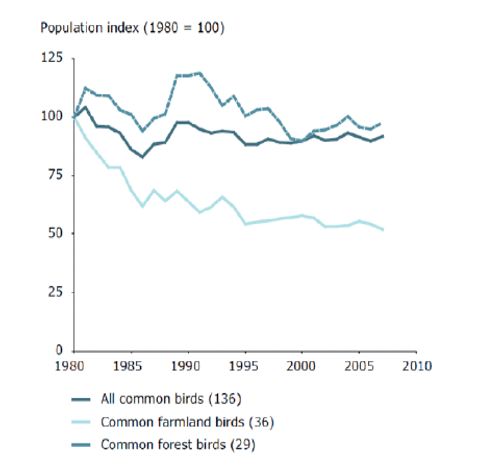 Population index (1980 = 100)
125
100
75
50
25
0
1980 1985 1990 1995 2000 2005 2010
All common birds (136)
Common farmland birds (36)
Common forest birds (29)